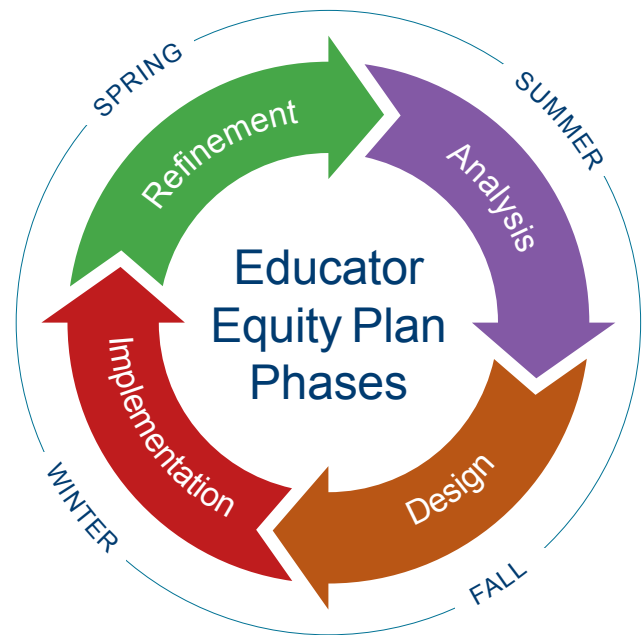 SPRING
SUMMER
Refinement
Analysis
Educator
Equity Plan
Phases
Implementation
Design
WINTER
FALL